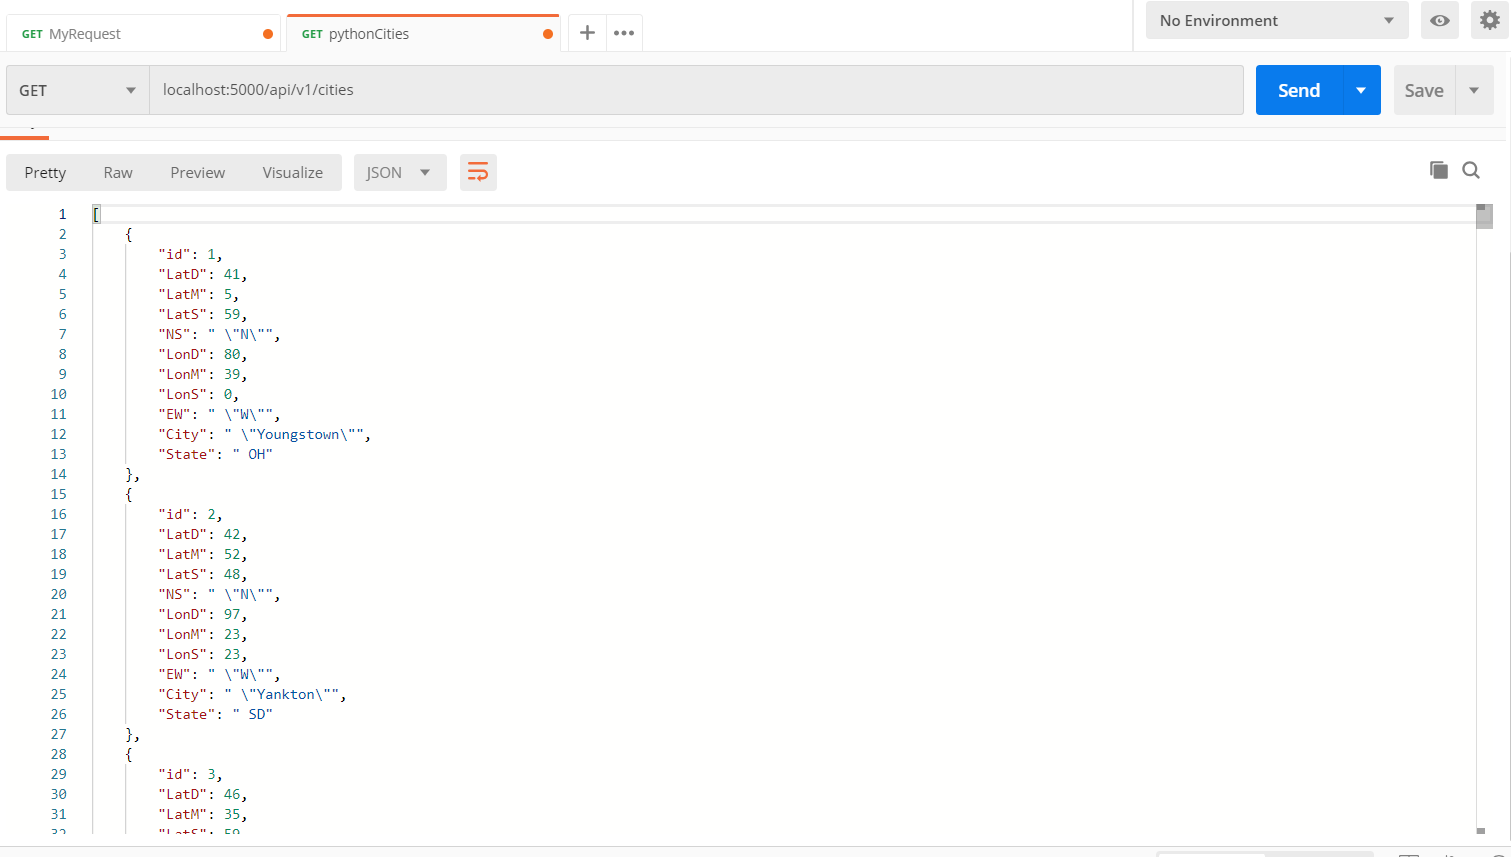 GET MyRequest
GET pythonCities
No Environment
GET
localhost:5000/api/v1/cities
Send
Save
Pretty Raw Preview Visualize JSON
1 [
2 {
3 "id": 1,
4 "LatD": 41,
5 "LatM": 5,
6 "LatS": 59,
7 "NS": " \"N\"",
8 "LonD": 80,
9 "LonM": 39,
10 "LonS": 0,
11 "EW": " \"W\"",
12 "City": " \"Youngstown\"",
13 "State": " OH"
14 },
15 {
16 "id": 2,
17 "LatD": 42,
18 "LatM": 52,
19 "LatS": 48,
20 "NS": " \"N\"",
21 "LonD": 97,
22 "LonM": 23,
23 "LonS": 23,
24 "EW": " \"W\"",
25 "City": " \"Yankton\"",
26 "State": " SD"
27 },
28 {
29 "id": 3,
30 "LatD": 46,
31 "LatM": 35,
32 "LatS": 59